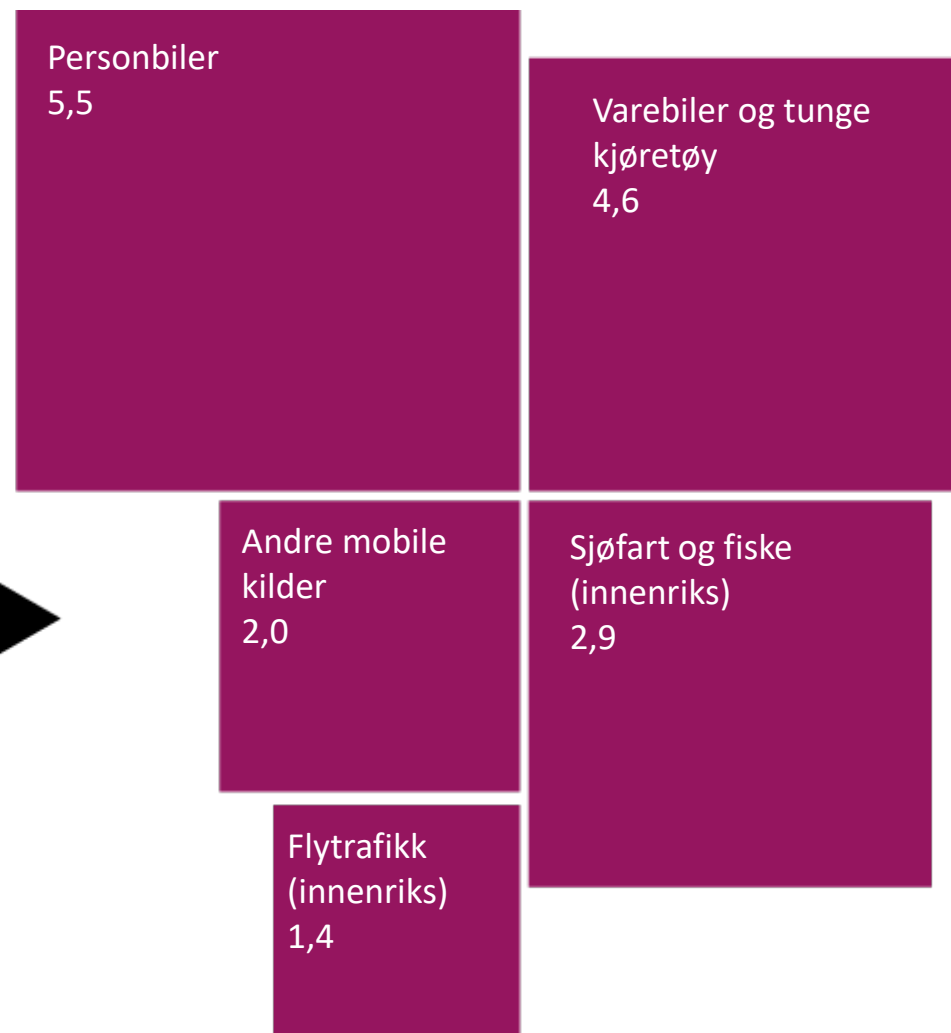 Personbiler
5,5
Varebiler og tunge
kjøretøy
4,6
Andre mobile
kilder
2,0
Sjøfart og fiske
(innenriks)
2,9
Flytrafikk
(innenriks)
1,4